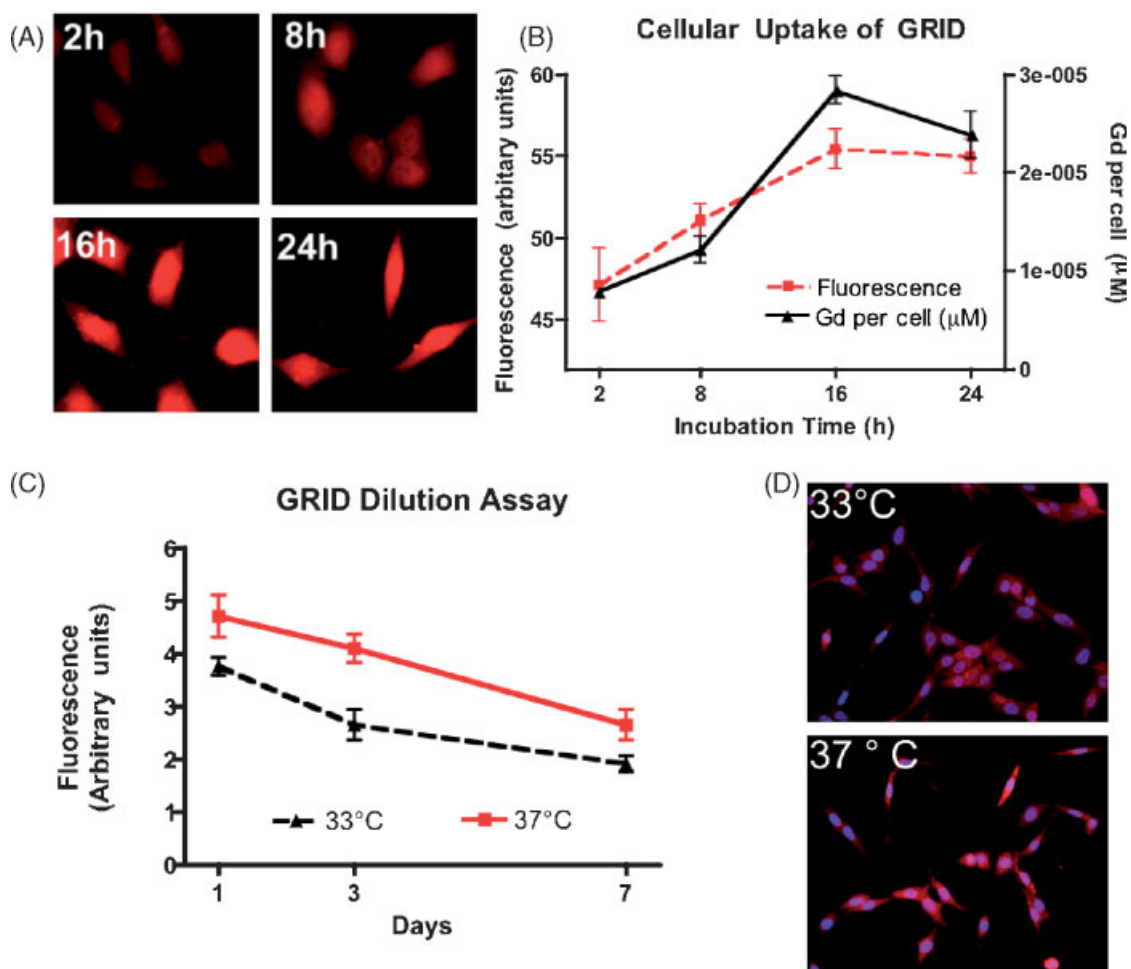 (A)
2h
8h
16h
24h
(B)
Cellular Uptake of GRID
Fluorescence (arbitary units)
60
55
50
45
3e-005
2e-005
1e-005
0
Gd per cell (μM)
Fluorescence
Gd per cell (μM)
2 8 16 24
Incubation Time (h)
(C)
GRID Dilution Assay
Fluorescence
(Arbitrary units)
6
5
4
3
2
1
0
33°C 37°C
1 3 7
Days
(D)
33°C
37 ° C